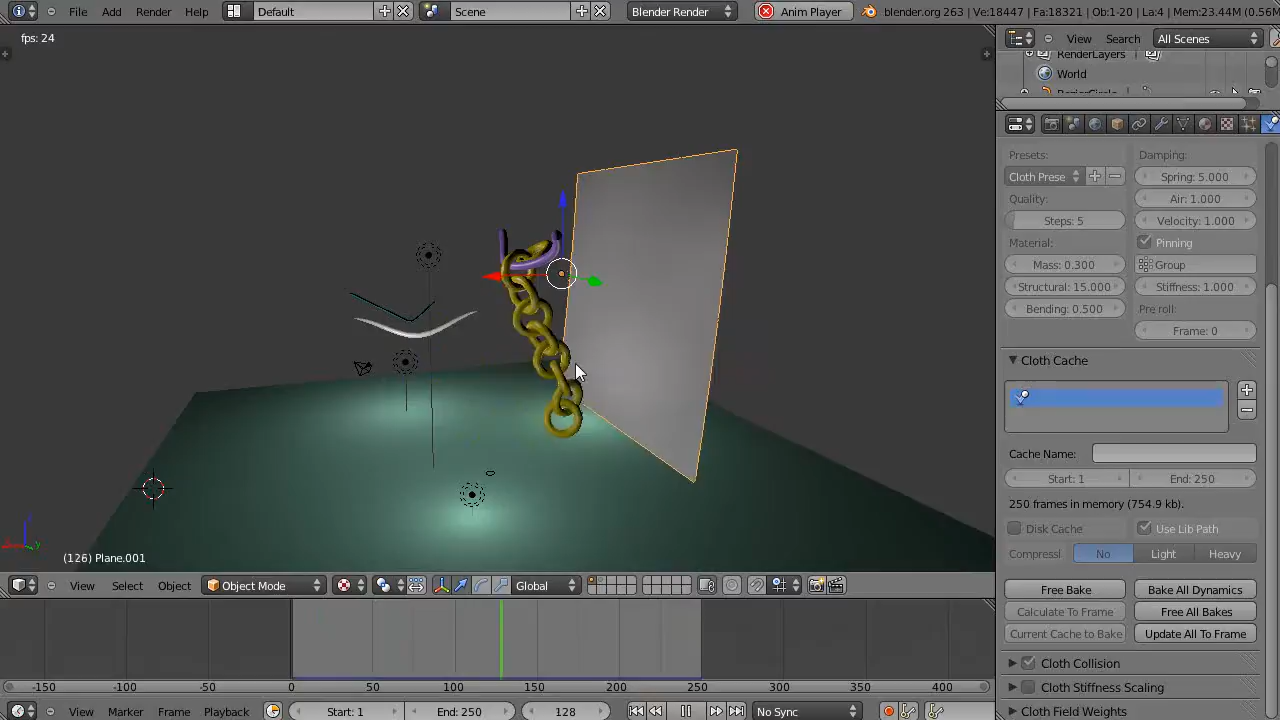 File Add Render Help Default Scene Blender Render Anim Player blender.org 263 | Ve:18447 | Fa:18321 | Ob:1-20 | La:4 | Mem:23.44M (0.56M
fps: 24
View Search All Scenes
RenderLayers
World
BezierCircle
Presets: Damping:
Cloth Prese Spring: 5.000
Quality: Air: 1.000
Steps: 5 Velocity: 1.000
Material: Pinning
Mass: 0.300 Group
Structural: 15.000 Stiffness: 1.000
Bending: 0.500 Pre roll:
Frame: 0
Cloth Cache
Cache Name:
Start: 1 End: 250
250 frames in memory (754.9 kb).
Disk Cache Use Lib Path
Compressi No Light Heavy
Free Bake Bake All Dynamics
Calculate To Frame Free All Bakes
Current Cache to Bake Update All To Frame
Cloth Collision
Cloth Stiffness Scaling
Cloth Field Weights
(126) Plane.001
View Select Object Object Mode Global
-150 -100 -50 0 50 100 150 200 250 300 350 400
View Marker Frame Playback Start: 1 End: 250 128 No Sync